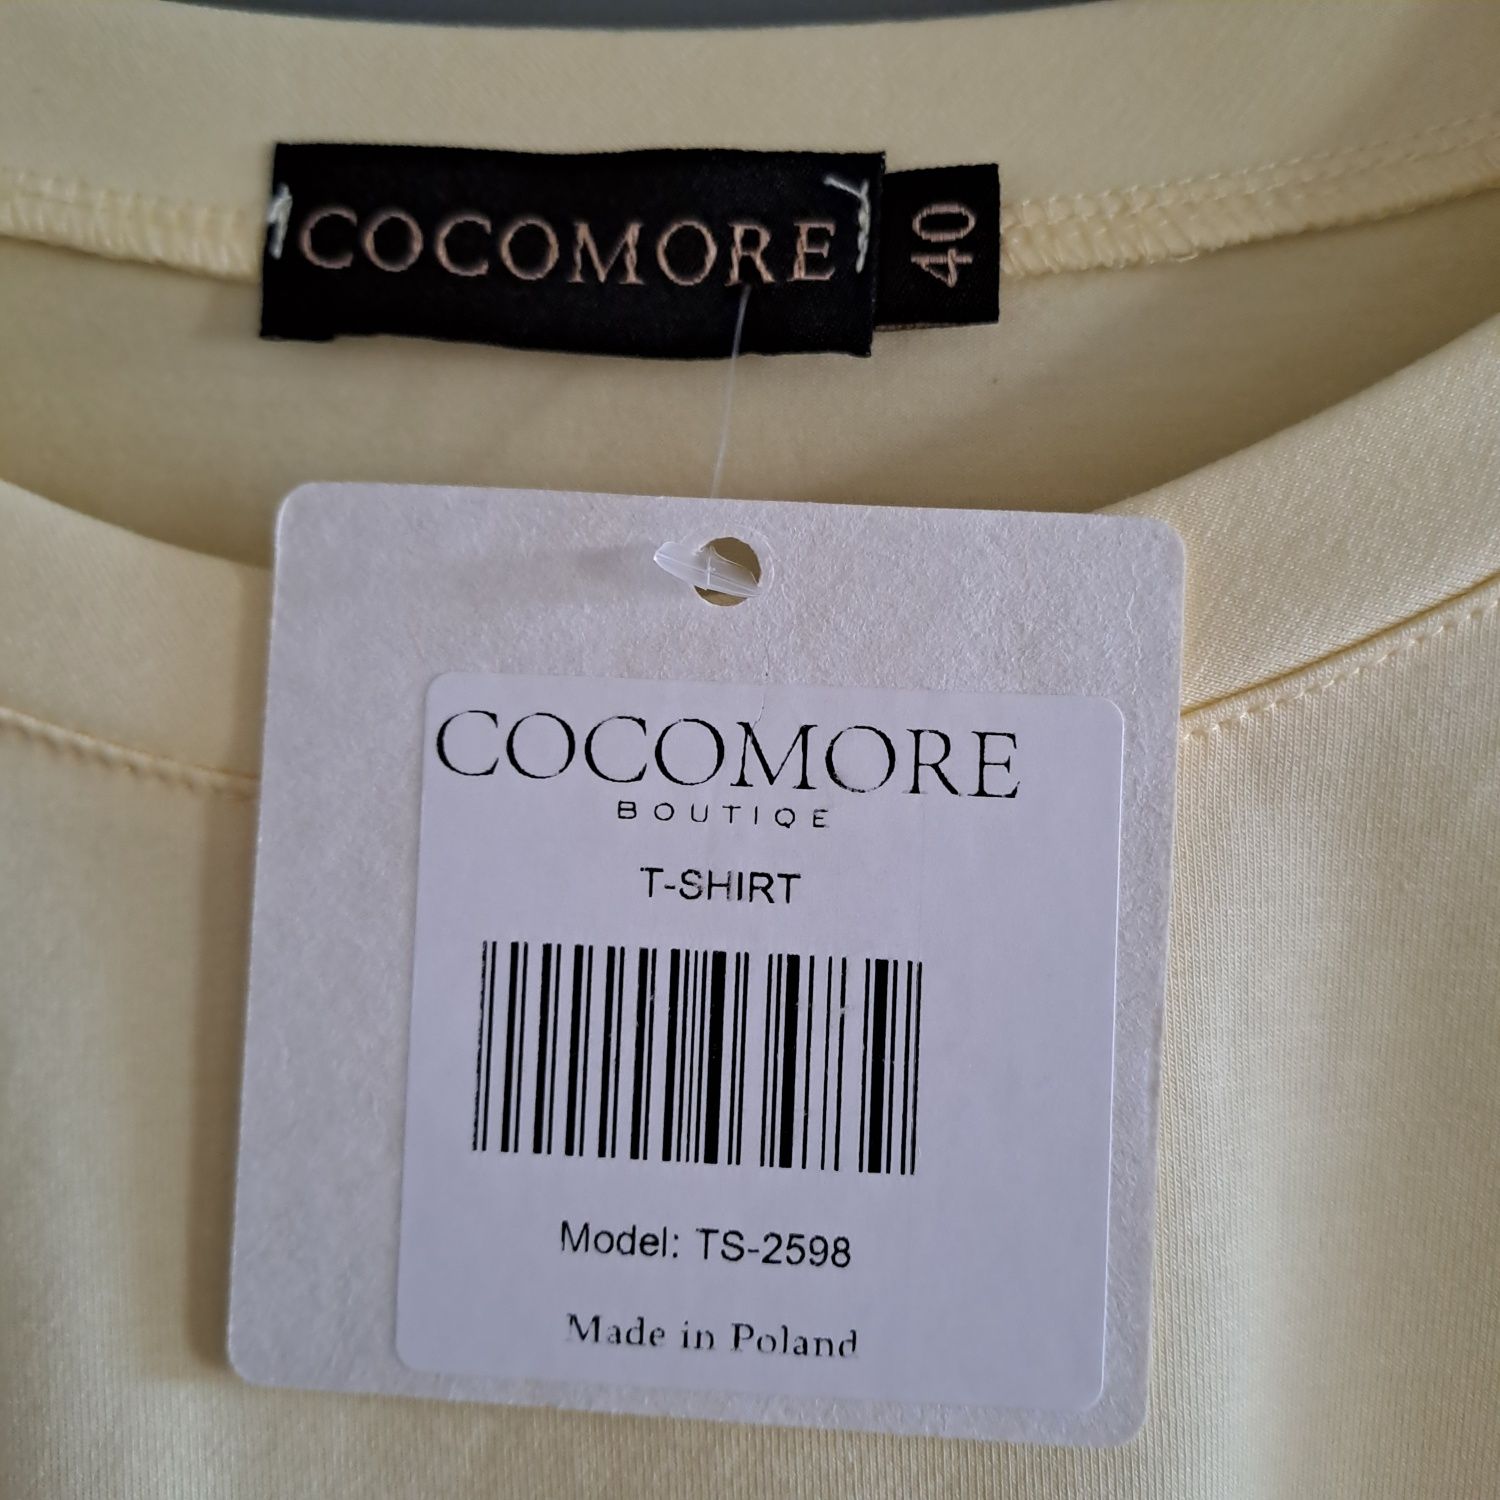 COCOMORE
40
COCOMORE
BOUTIQE
T-SHIRT
Model: TS-2598
Made in Poland